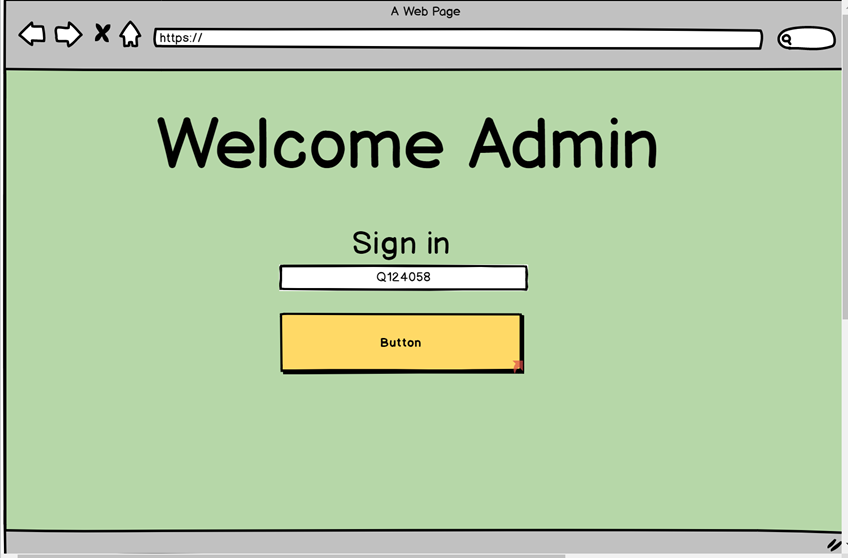 A Web Page
https://
Welcome Admin
Sign in
Q124058
Button